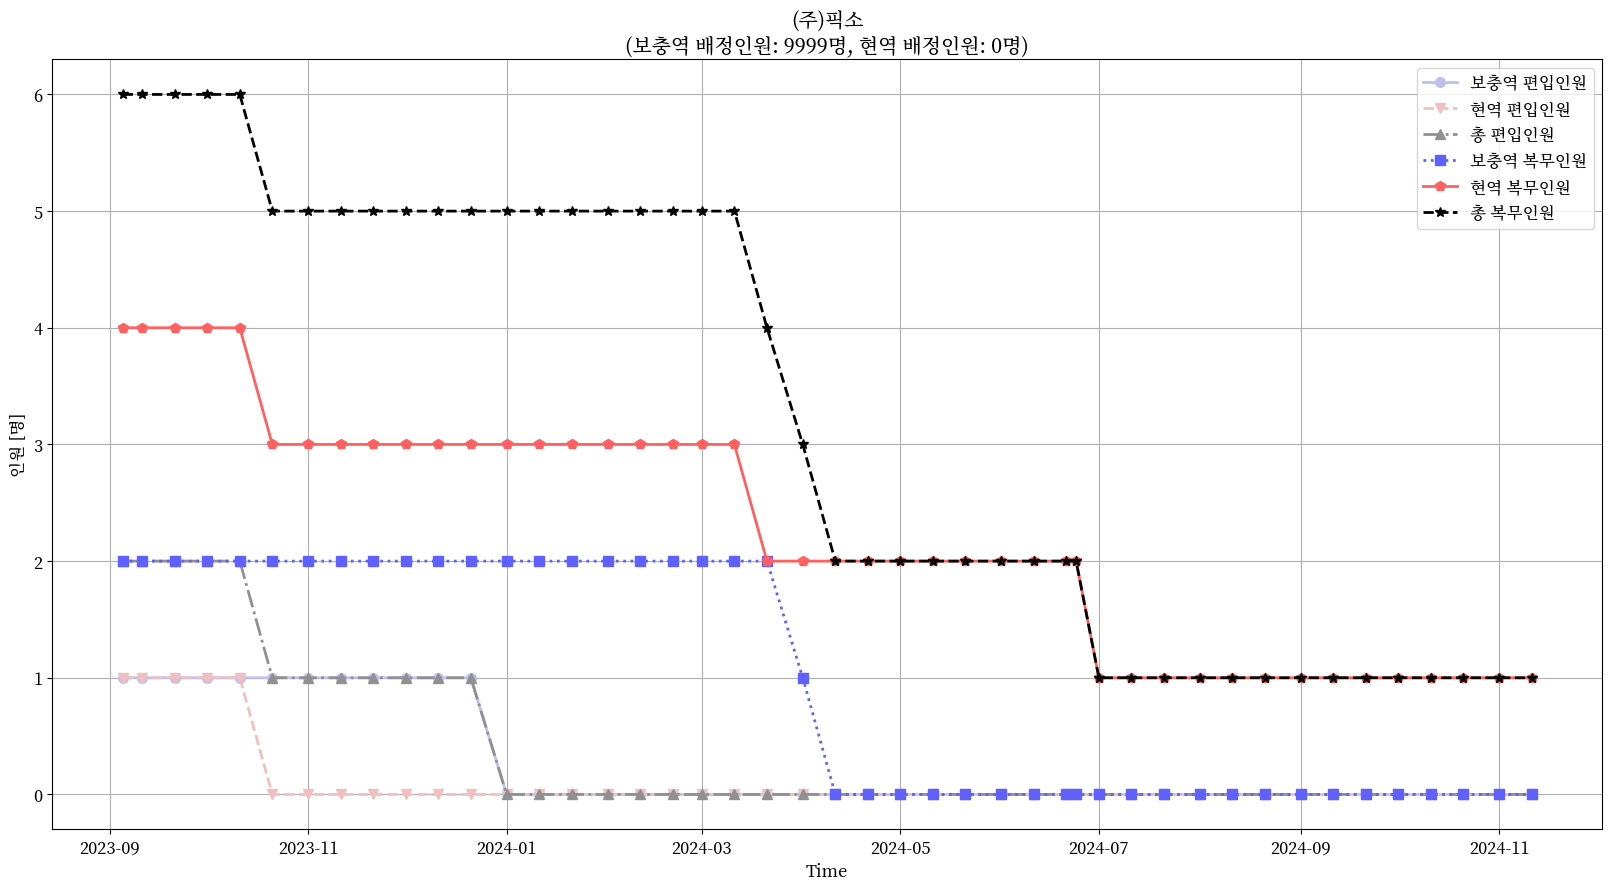 (주)픽소
(보충역 배정인원: 9999명, 현역 배정인원: 0명)
보충역 편입인원
현역 편입인원
총 편입인원
보충역 복무인원
현역 복무인원
총 복무인원
인원 [명]
6
5
4
3
2
1
0
2023-09 2023-11 2024-01 2024-03 2024-05 2024-07 2024-09 2024-11
Time